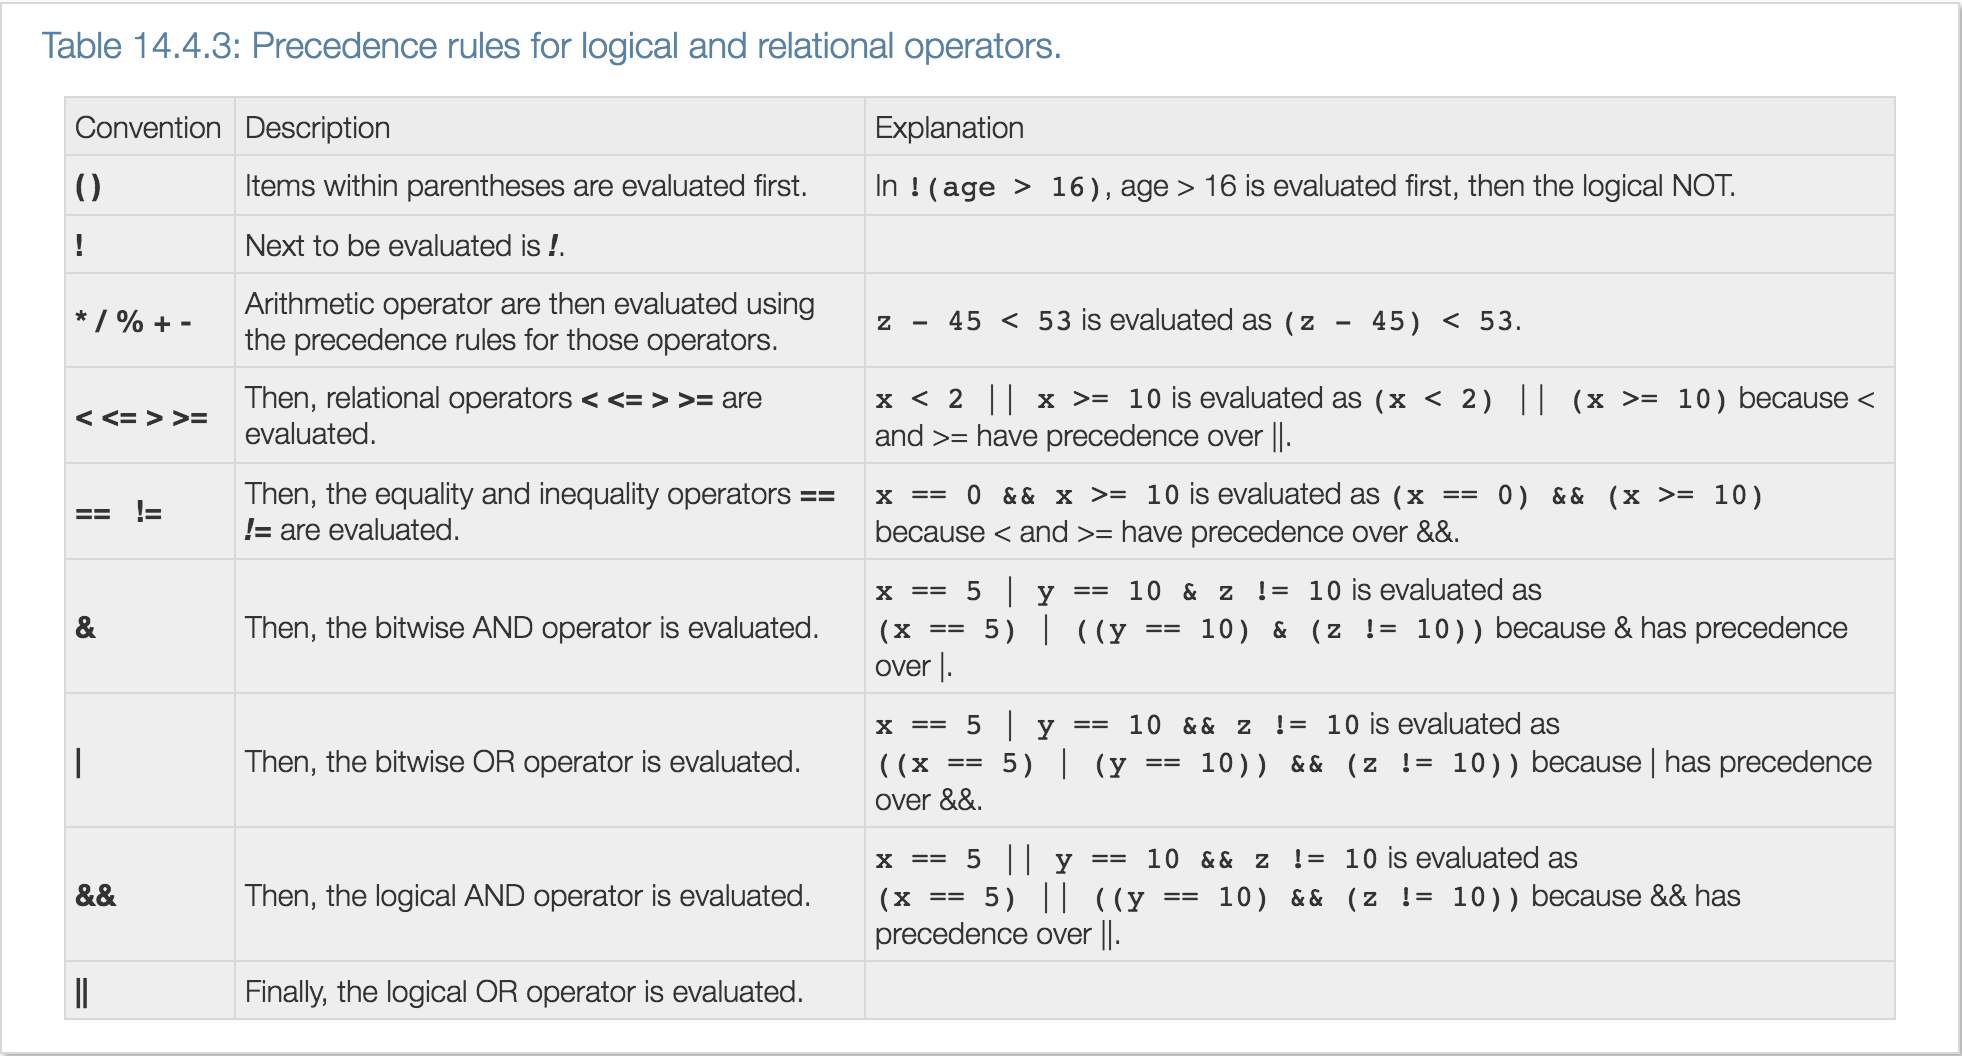 Table 14.4.3: Precedence rules for logical and relational operators.
Convention Description Explanation
( ) Items within parentheses are evaluated first. In !(age > 16), age > 16 is evaluated first, then the logical NOT.
! Next to be evaluated is !.
* / % + - Arithmetic operator are then evaluated using
the precedence rules for those operators.
z - 45 < 53 is evaluated as (z - 45) < 53.
< <= > >= Then, relational operators < <= > >= are
evaluated.
x < 2 || x >= 10 is evaluated as (x < 2) || (x >= 10) because <
and >= have precedence over ||.
== != Then, the equality and inequality operators ==
!= are evaluated.
x == 0 && x >= 10 is evaluated as (x == 0) && (x >= 10)
because < and >= have precedence over &&.
& Then, the bitwise AND operator is evaluated.
x == 5 | y == 10 & z != 10 is evaluated as
(x == 5) | ((y == 10) & (z != 10)) because & has precedence
over |.
| Then, the bitwise OR operator is evaluated.
x == 5 | y == 10 && z != 10 is evaluated as
((x == 5) | (y == 10)) && (z != 10)) because | has precedence
over &&.
&& Then, the logical AND operator is evaluated.
x == 5 || y == 10 && z != 10 is evaluated as
(x == 5) || ((y == 10) && (z != 10)) because && has
precedence over ||.
|| Finally, the logical OR operator is evaluated.